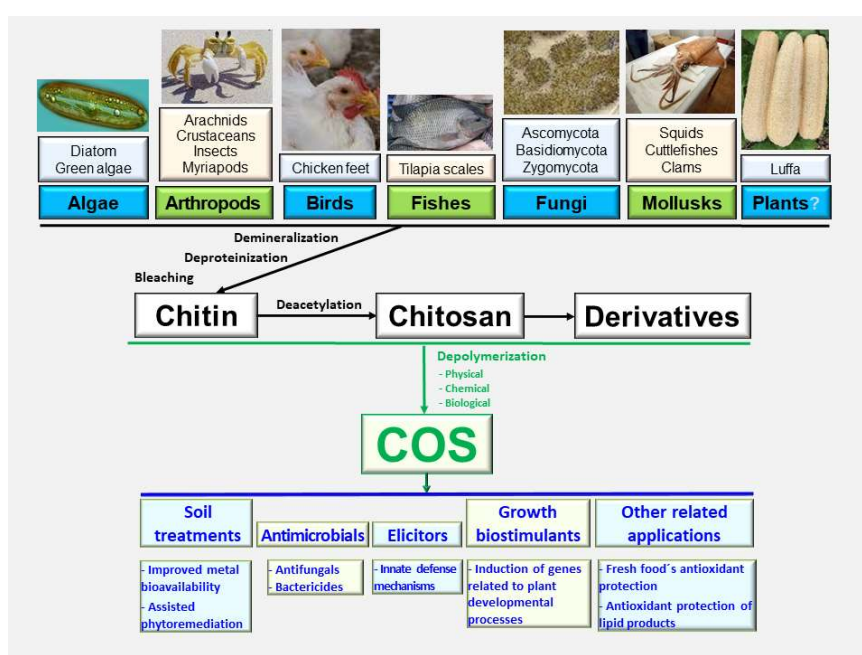 Diatom
Green algae
Algae
Arachnids
Crustaceans
Insects
Myriapods
Arthropods
Chicken feet
Birds
Tilapia scales
Fishes
Ascomycota
Basidiomycota
Zygomycota
Fungi
Squids
Cuttlefishes
Clams
Mollusks
Luffa
Plants?
Demineralization
Deproteinization
Bleaching
Chitin
Deacetylation
Chitosan
Derivatives
Depolymerization
- Physical
- Chemical
- Biological
COS
Soil
treatments
- Improved metal
bioavailability
- Assisted
phytoremediation
Antimicrobials
- Antifungals
- Bactericides
Elicitors
- Innate defense
mechanisms
Growth
biostimulants
- Induction of genes
related to plant
developmental
processes
Other related
applications
- Fresh food´s antioxidant
protection
- Antioxidant protection of
lipid products